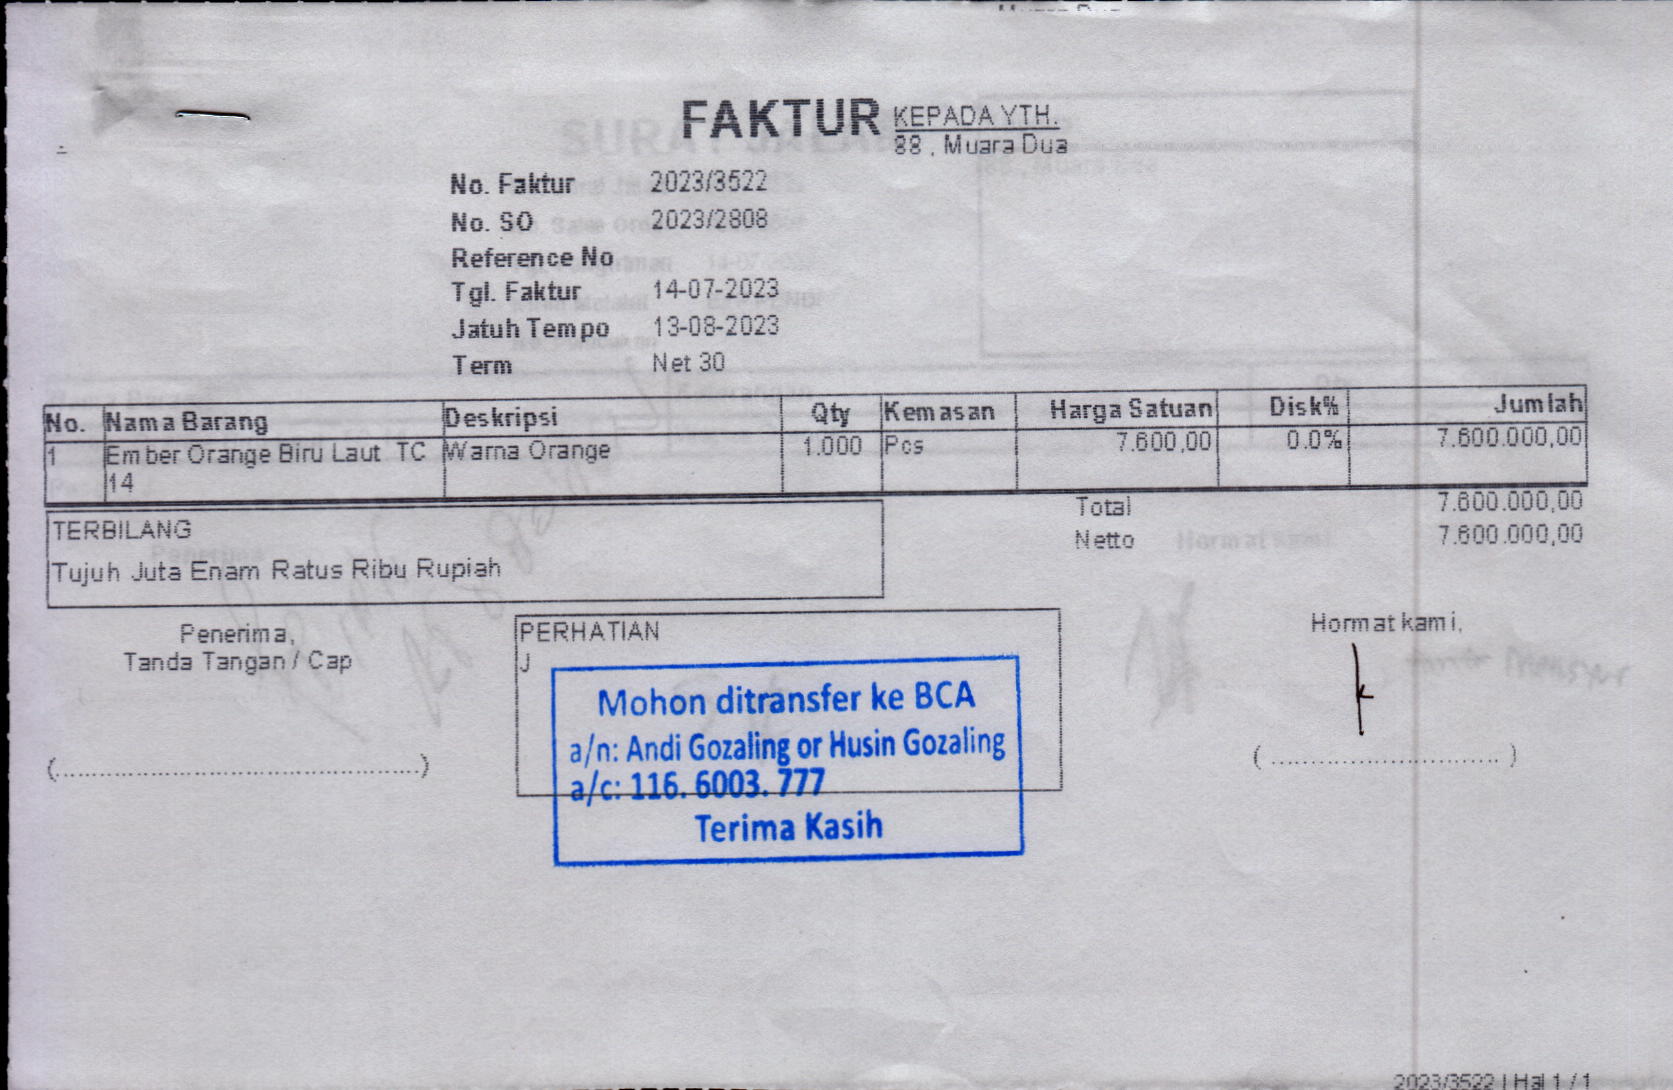 FAKTUR
KEPADA YTH.
88 , Muara Dua
No. Faktur 2023/3522
No. SO 2023/2808
Reference No
Tgl. Faktur 14-07-2023
Jatuh Tempo 13-08-2023
Term Net 30
No. Nama Barang Deskripsi Qty Kemasan Harga Satuan Disk% Jumlah
1 Ember Orange Biru Laut TC Warna Orange 1.000 Pcs 7.600,00 0.0% 7.600.000,00
14
Total 7.600.000,00
Netto 7.600.000,00
TERBILANG
Tujuh Juta Enam Ratus Ribu Rupiah
Penerima,
Tanda Tangan / Cap
PERHATIAN
J
Mohon ditransfer ke BCA
a/n: Andi Gozaling or Husin Gozaling
a/c: 116. 6003. 777
Terima Kasih
Hormat kami,
(..................................................)
(..............................)
2023/3522 | Hal 1 / 1